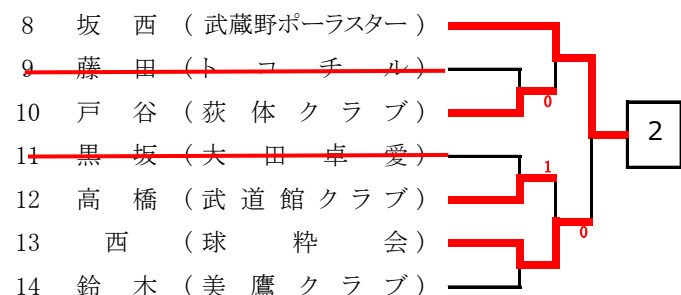 8 坂 西 ( 武蔵野ポーラスター )
9 藤 田 ( ト コ チ ル )
10 戸 谷 ( 荻 体 ク ラ ブ )
0
11 黒 坂 ( 大 田 卓 愛 )
2
1
12 高 橋 ( 武 道 館 ク ラ ブ )
13 西 ( 球 粋 会 )
0
14 鈴 木 ( 美 鷹 ク ラ ブ )